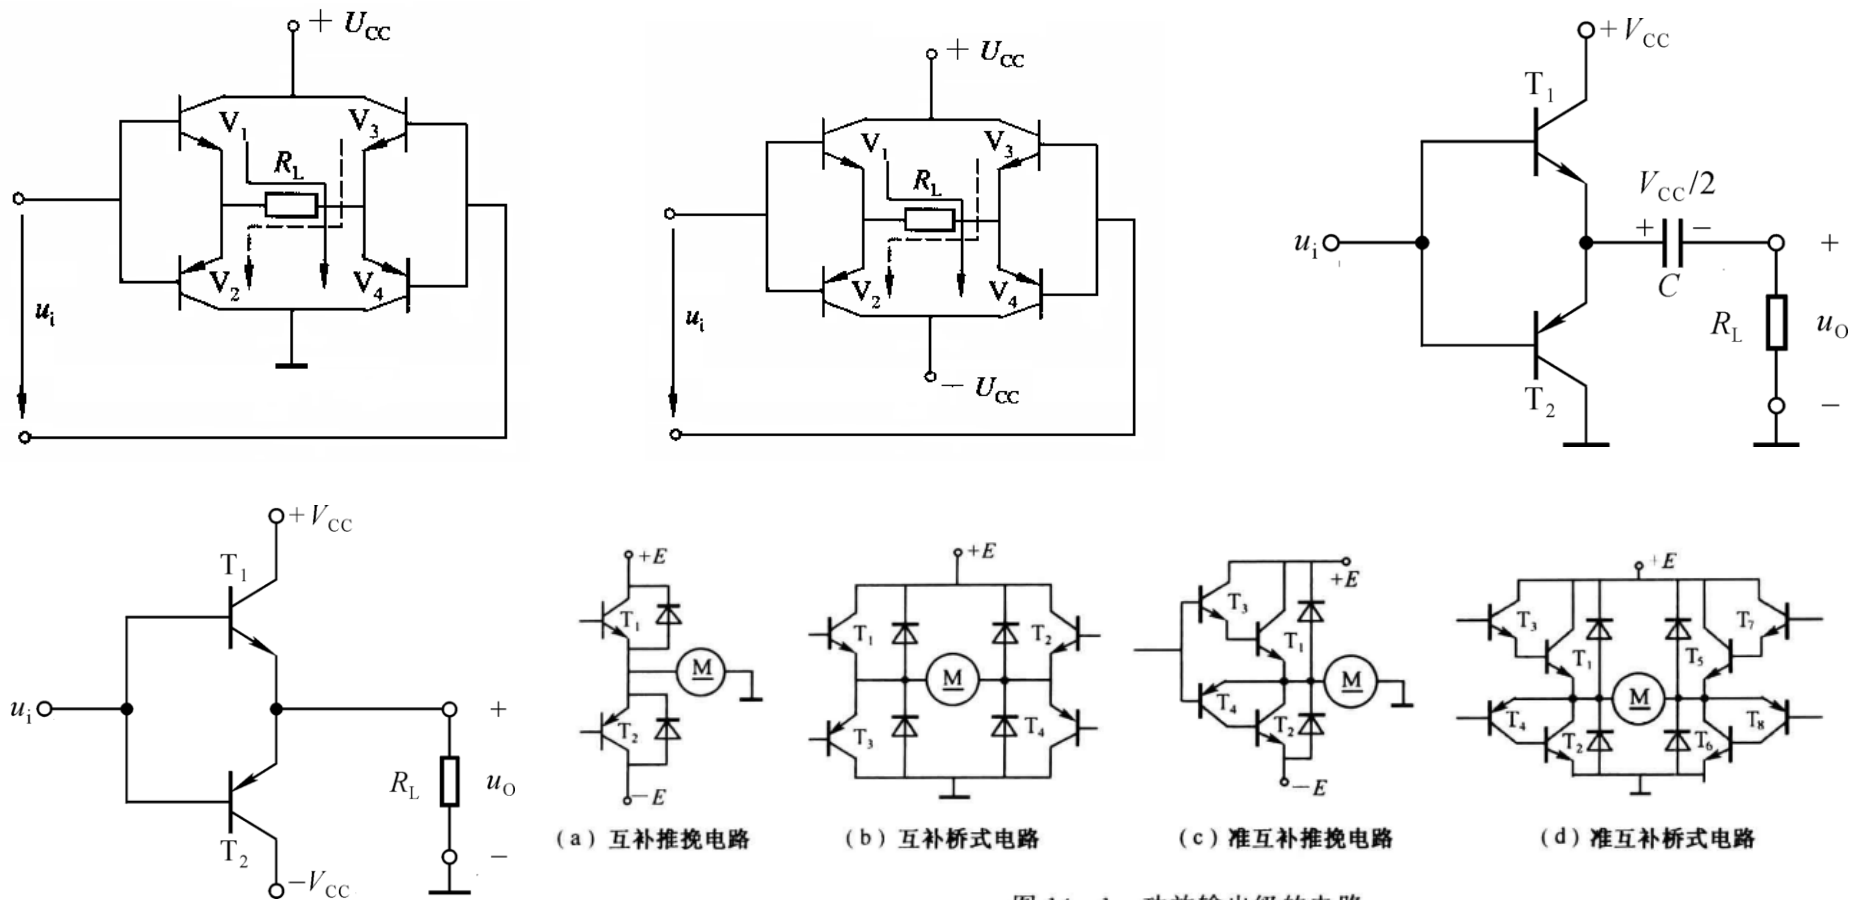 + U_CC
V_1
V_3
R_L
V_2
V_4
u_i
+ U_CC
V_1
V_3
R_L
V_2
V_4
u_i
− U_CC
+V_CC
T_1
V_CC/2
u_i
+
−
+
C
R_L
u_O
T_2
−
+V_CC
T_1
u_i
+
R_L
u_O
T_2
−
−V_CC
+E
T_1
M
T_2
−E
(a) 互补推挽电路
+E
T_1
T_2
M
T_3
T_4
(b) 互补桥式电路
+E
T_3
T_1
M
T_4
T_2
−E
(c) 准互补推挽电路
+E
T_3
T_7
T_1
T_5
M
T_4
T_8
T_2
T_6
(d) 准互补桥式电路